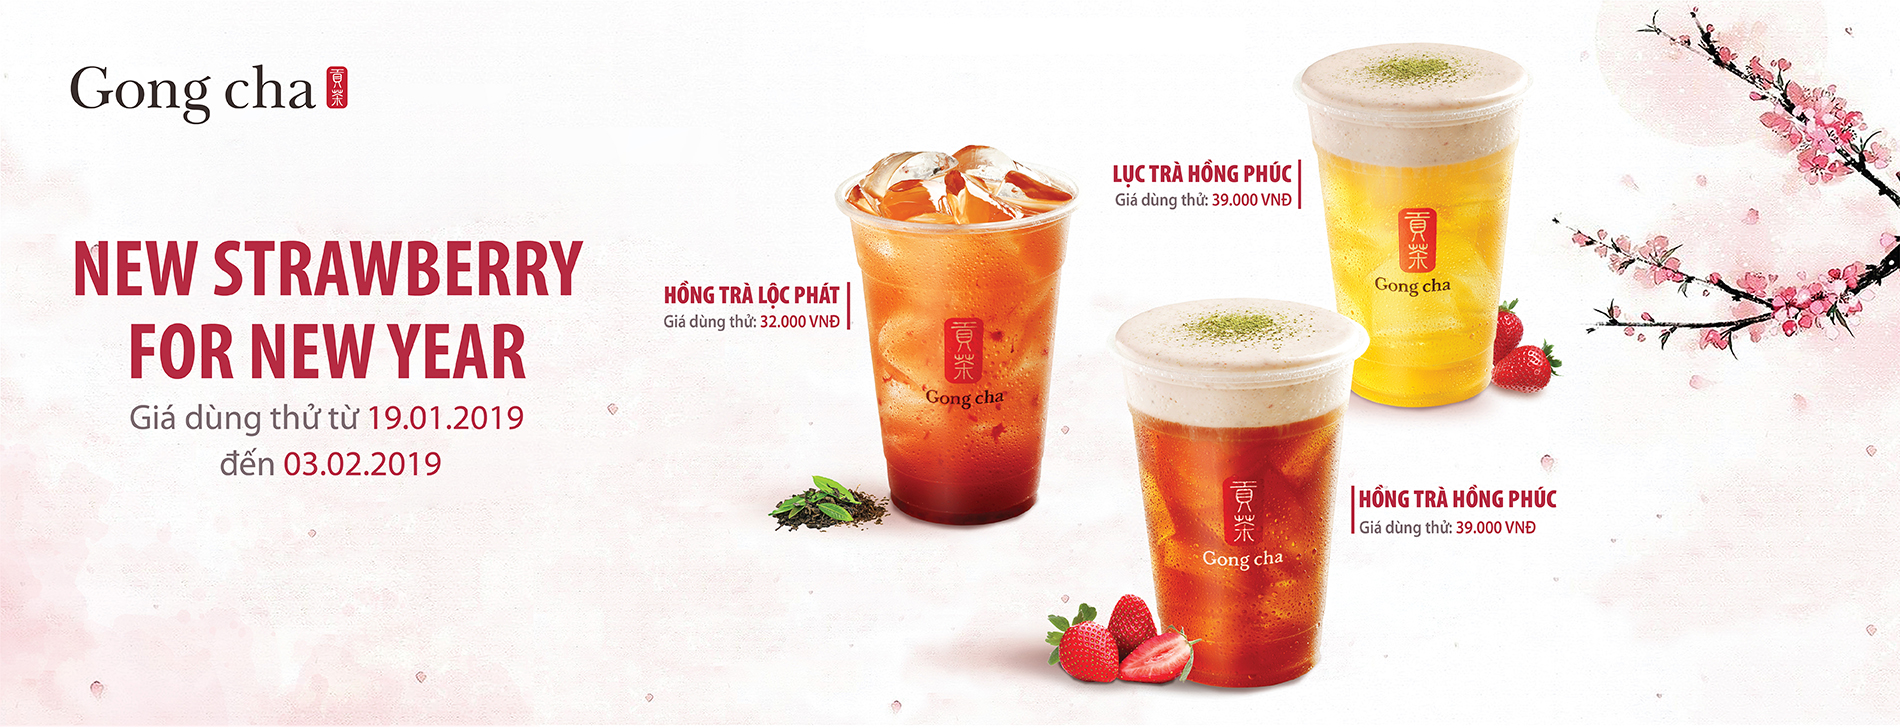 Gong cha 貢茶
NEW STRAWBERRY
FOR NEW YEAR
Giá dùng thử từ 19.01.2019
đến 03.02.2019
HỒNG TRÀ LỘC PHÁT
Giá dùng thử: 32.000 VNĐ
貢茶
Gong cha
LỤC TRÀ HỒNG PHÚC
Giá dùng thử: 39.000 VNĐ
貢茶
Gong cha
HỒNG TRÀ HỒNG PHÚC
Giá dùng thử: 39.000 VNĐ
貢茶
Gong cha